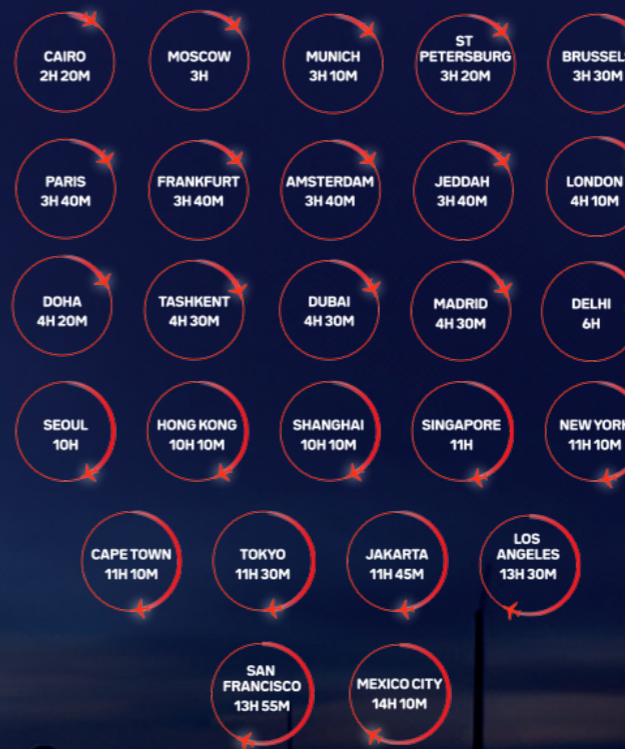 CAIRO
2H 20M
MOSCOW
3H
MUNICH
3H 10M
ST
PETERSBURG
3H 20M
BRUSSELS
3H 30M
PARIS
3H 40M
FRANKFURT
3H 40M
AMSTERDAM
3H 40M
JEDDAH
3H 40M
LONDON
4H 10M
DOHA
4H 20M
TASHKENT
4H 30M
DUBAI
4H 30M
MADRID
4H 30M
DELHI
6H
SEOUL
10H
HONG KONG
10H 10M
SHANGHAI
10H 10M
SINGAPORE
11H
NEW YORK
11H 10M
CAPE TOWN
11H 10M
TOKYO
11H 30M
JAKARTA
11H 45M
LOS
ANGELES
13H 30M
SAN
FRANCISCO
13H 55M
MEXICO CITY
14H 10M